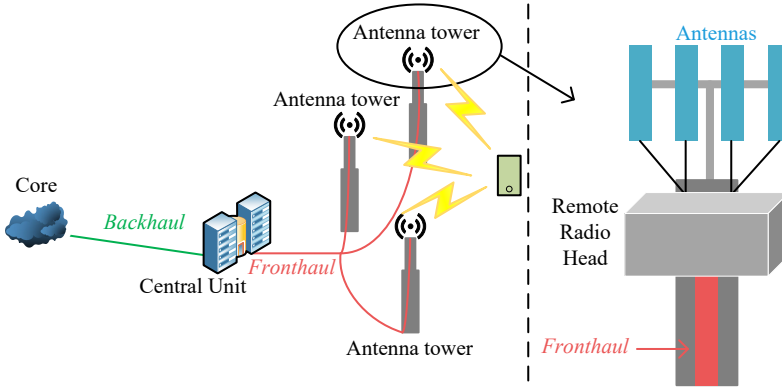 Antenna tower
Antenna tower
Core
Backhaul
Central Unit
Fronthaul
Antenna tower
Antennas
Remote
Radio
Head
Fronthaul